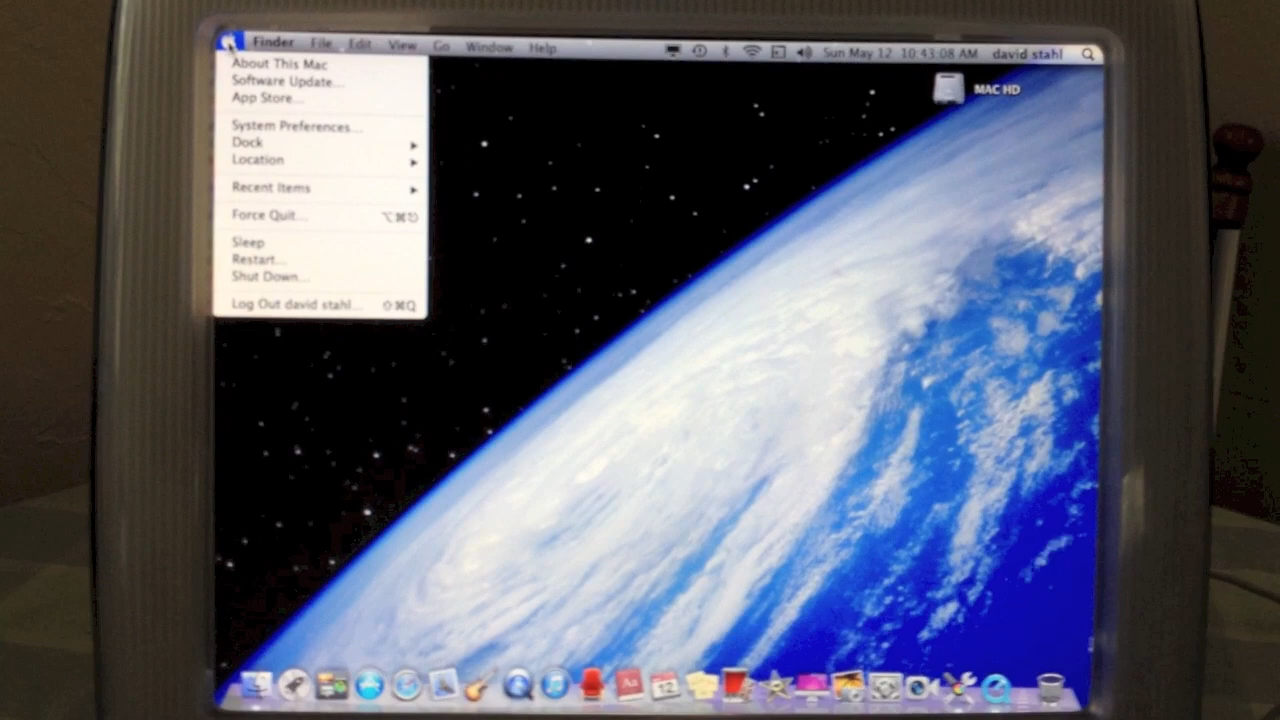 Finder File Edit View Go Window Help Sun May 12 10:43:08 AM david stahl
About This Mac
Software Update...
App Store...
System Preferences...
Dock
Location
Recent Items
Force Quit... ⌥⌘⎋
Sleep
Restart...
Shut Down...
Log Out david stahl... ⇧⌘Q
MAC HD
Aa
12